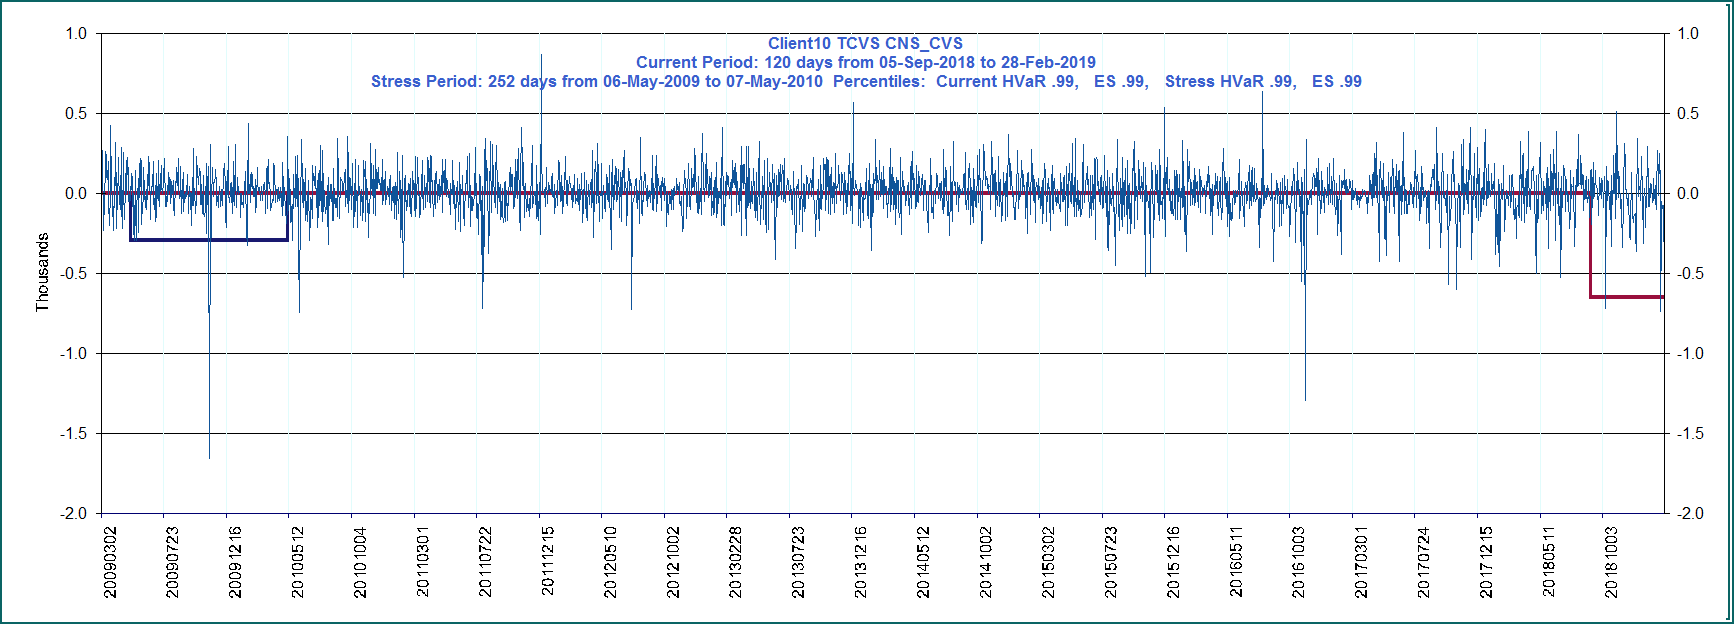 Client10 TCVS CNS_CVS
Current Period: 120 days from 05-Sep-2018 to 28-Feb-2019
Stress Period: 252 days from 06-May-2009 to 07-May-2010  Percentiles:  Current HVaR .99,   ES .99,   Stress HVaR .99,   ES .99
1.0 1.0
0.5 0.5
0.0 0.0
-0.5 -0.5
-1.0 -1.0
-1.5 -1.5
-2.0 -2.0
Thousands
20090302 20090723 20091216 20100512 20101004 20110301 20110722 20111215 20120510 20121002 20130228 20130723 20131216 20140512 20141002 20150302 20150723 20151216 20160511 20161003 20170301 20170724 20171215 20180511 20181003